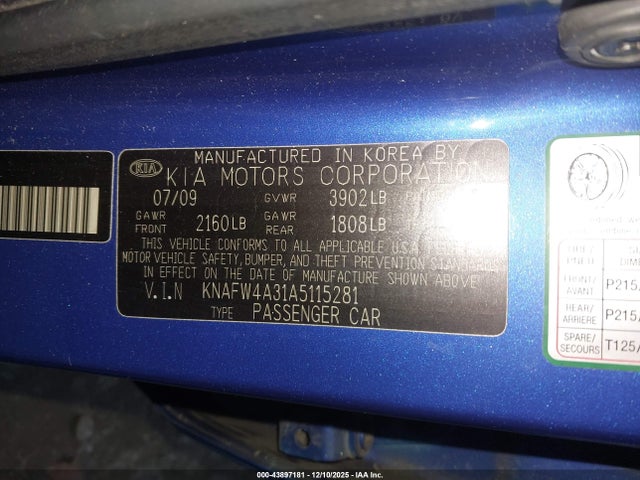 MANUFACTURED IN KOREA BY
KIA KIA MOTORS CORPORATION
07/09 GVWR 3902LB
GAWR FRONT 2160LB GAWR REAR 1808LB
THIS VEHICLE CONFORMS TO ALL APPLICABLE U.S.A
MOTOR VEHICLE SAFETY, BUMPER, AND THEFT PREVENTION STANDARDS
IN EFFECT ON THE DATE OF MANUFACTURE SHOWN ABOVE
V.I.N KNAFW4A31A5115281
TYPE: PASSENGER CAR
FRONT/
AVANT P215/
REAR/
ARRIERE P215/
SPARE/
SECOURS T125/
000-43897181 - 12/10/2025 - IAA Inc.